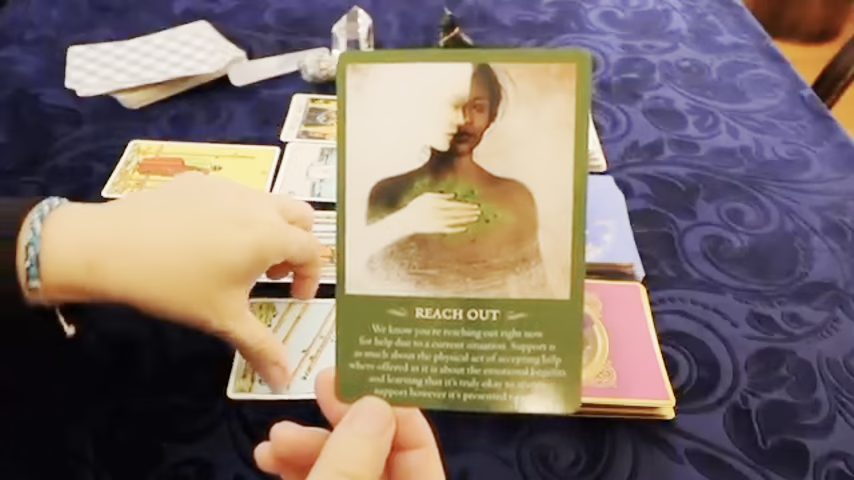 REACH OUT
We know you're reaching out right now
for help due to a current situation. Support is
as much about the physical act of accepting help
where offered as it is about the emotional benefits
and learning that it's truly okay to
support however it's presented